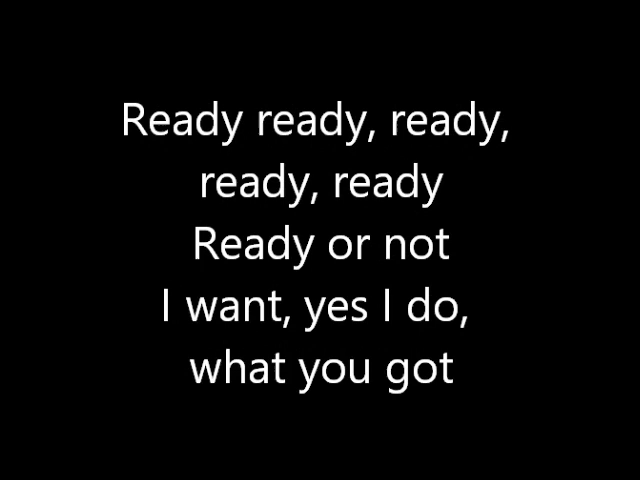 Ready ready, ready,
ready, ready
Ready or not
I want, yes I do,
what you got